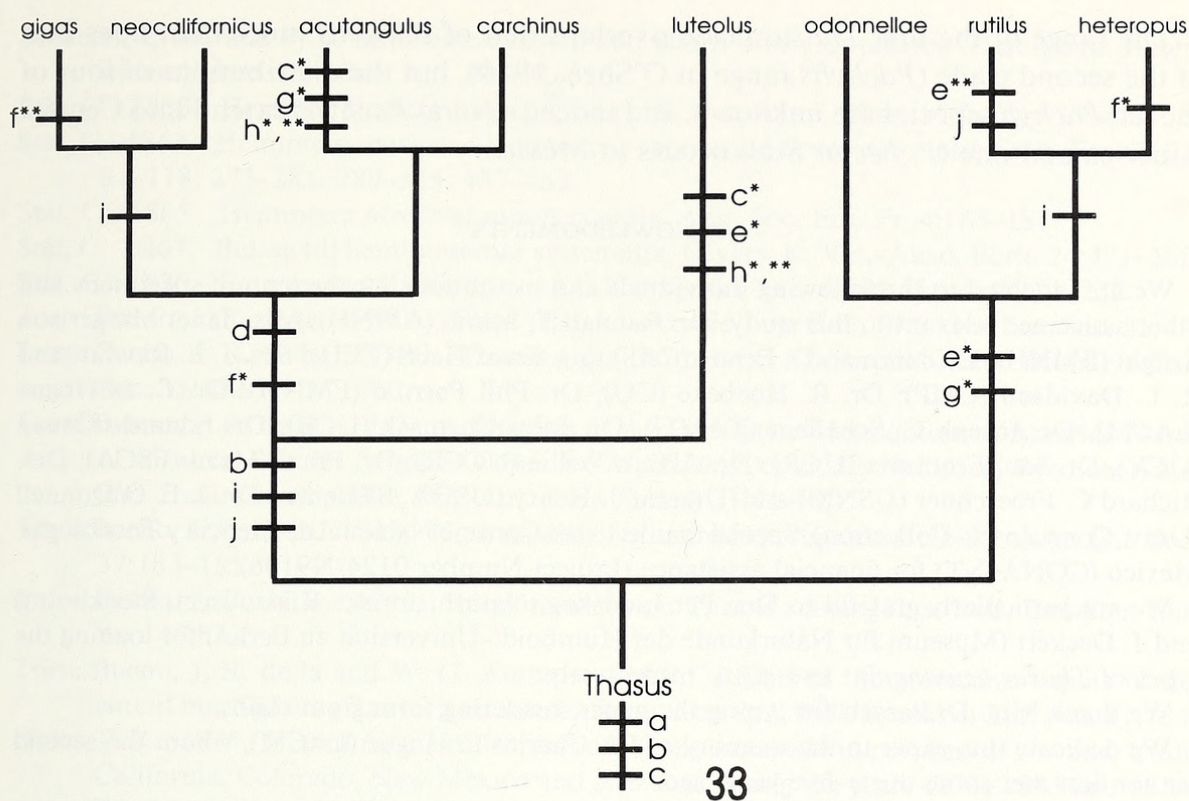 gigas neocalifornicus acutangulus carchinus luteolus odonnellae rutilus heteropus
c*
e**
f**
g*
f*
h*,**
j
c*
i
i
e*
h*,**
d
e*
f*
g*
b
i
j
Thasus
a
b
c
33